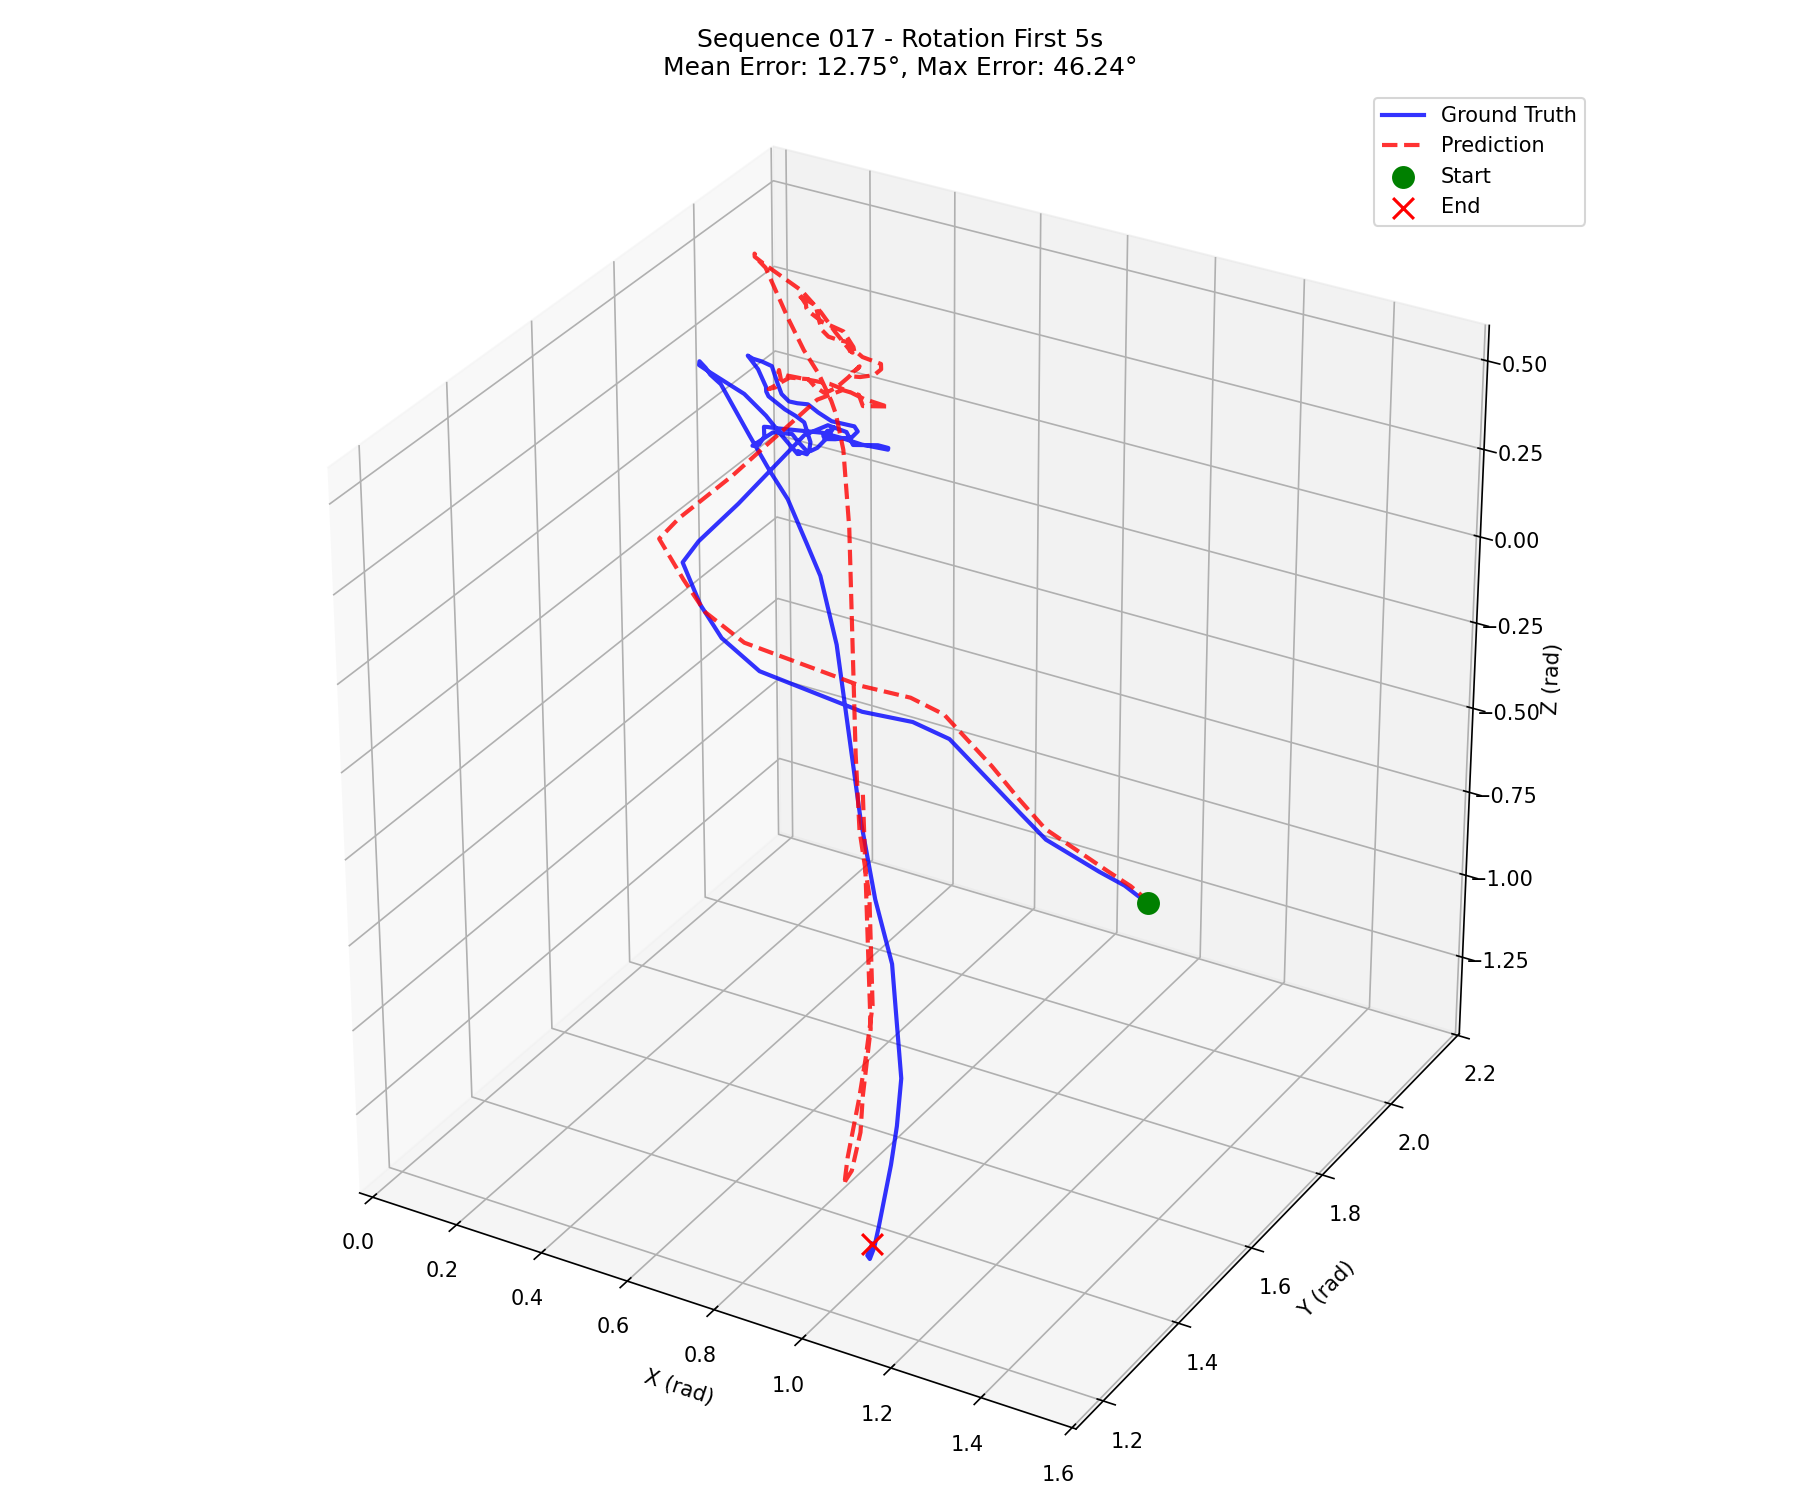 Sequence 017 - Rotation First 5s
Mean Error: 12.75°, Max Error: 46.24°
Ground Truth
Prediction
Start
End
0.50
0.25
0.00
−0.25
−0.50
−0.75
−1.00
−1.25
Z (rad)
2.2
2.0
1.8
1.6
1.4
1.2
Y (rad)
0.0
0.2
0.4
0.6
0.8
1.0
1.2
1.4
1.6
X (rad)